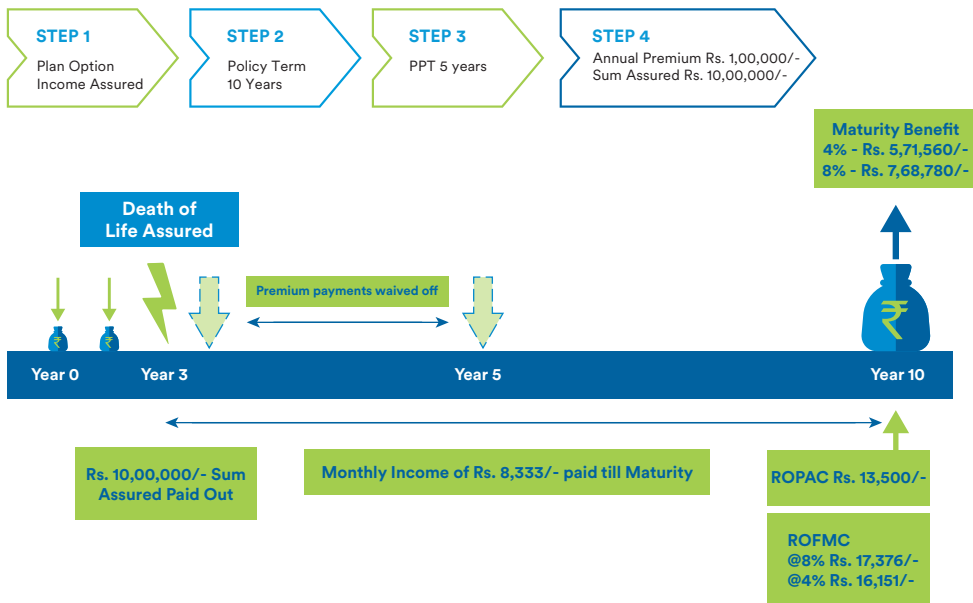 STEP 1
Plan Option
Income Assured
STEP 2
Policy Term
10 Years
STEP 3
PPT 5 years
STEP 4
Annual Premium Rs. 1,00,000/-
Sum Assured Rs. 10,00,000/-
Maturity Benefit
4% - Rs. 5,71,560/-
8% - Rs. 7,68,780/-
Death of
Life Assured
Premium payments waived off
₹
₹
₹
Year 0
Year 3
Year 5
Year 10
Rs. 10,00,000/- Sum
Assured Paid Out
Monthly Income of Rs. 8,333/- paid till Maturity
ROPAC Rs. 13,500/-
ROFMC
@8% Rs. 17,376/-
@4% Rs. 16,151/-